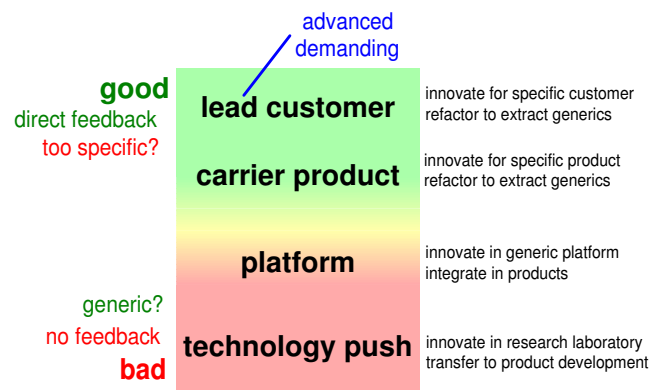 advanced
demanding
good
direct feedback
too specific?
lead customer
innovate for specific customer
refactor to extract generics
carrier product
innovate for specific product
refactor to extract generics
platform
innovate in generic platform
integrate in products
generic?
no feedback
bad
technology push
innovate in research laboratory
transfer to product development